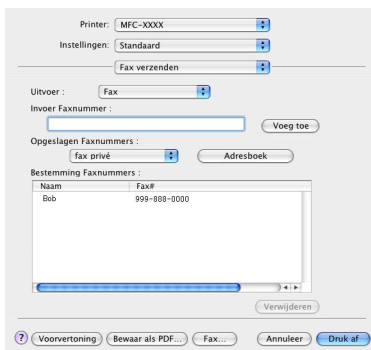 Printer: MFC-XXXX
Instellingen: Standaard
Fax verzenden
Uitvoer : Fax
Invoer Faxnummer :
Voeg toe
Opgeslagen Faxnummers :
fax privé Adresboek
Bestemming Faxnummers :
Naam Fax#
Bob 999-888-0000
Verwijderen
? Voorvertoning Bewaar als PDF... Fax... Annuleer Druk af